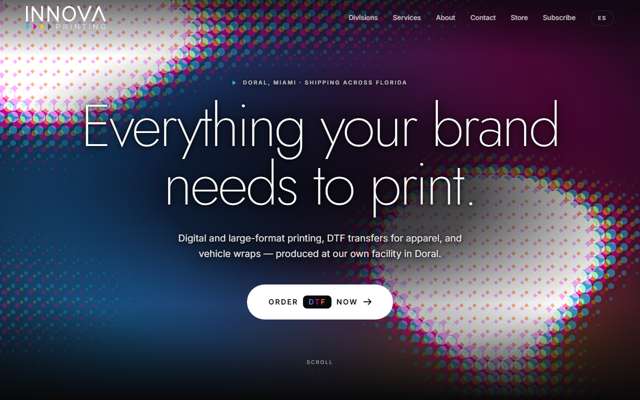 INNOVA
PRINTING
Divisions Services About Contact Store Subscribe ES
DORAL, MIAMI · SHIPPING ACROSS FLORIDA
Everything your brand
needs to print.
Digital and large-format printing, DTF transfers for apparel, and
vehicle wraps — produced at our own facility in Doral.
ORDER DTF NOW →
SCROLL